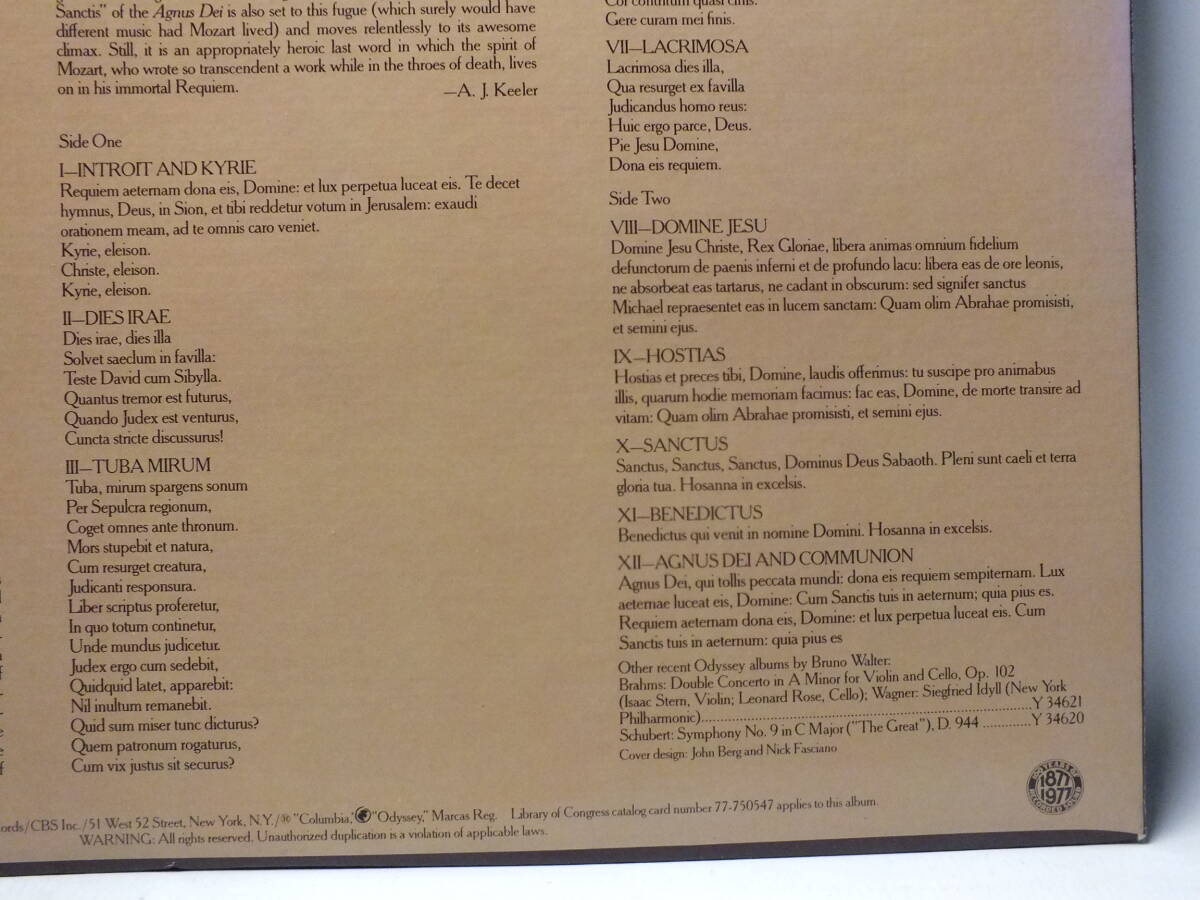 Sanctis" of the Agnus Dei is also set to this fugue (which surely would have
different music had Mozart lived) and moves relentlessly to its awesome
climax. Still, it is an appropriately heroic last word in which the spirit of
Mozart, who wrote so transcendent a work while in the throes of death, lives
on in his immortal Requiem.
—A. J. Keeler
Side One
I—INTROIT AND KYRIE
Requiem aeternam dona eis, Domine: et lux perpetua luceat eis. Te decet
hymnus, Deus, in Sion, et tibi reddetur votum in Jerusalem: exaudi
orationem meam, ad te omnis caro veniet.
Kyrie, eleison.
Christe, eleison.
Kyrie, eleison.
II—DIES IRAE
Dies irae, dies illa
Solvet saeclum in favilla:
Teste David cum Sibylla.
Quantus tremor est futurus,
Quando Judex est venturus,
Cuncta stricte discussurus!
III—TUBA MIRUM
Tuba, mirum spargens sonum
Per Sepulcra regionum,
Coget omnes ante thronum.
Mors stupebit et natura,
Cum resurget creatura,
Judicanti responsura.
Liber scriptus proferetur,
In quo totum continetur,
Unde mundus judicetur.
Judex ergo cum sedebit,
Quidquid latet, apparebit:
Nil inultum remanebit.
Quid sum miser tunc dicturus?
Quem patronum rogaturus,
Cum vix justus sit securus?
Cor contritum quasi cinis.
Gere curam mei finis.
VII—LACRIMOSA
Lacrimosa dies illa,
Qua resurget ex favilla
Judicandus homo reus:
Huic ergo parce, Deus.
Pie Jesu Domine,
Dona eis requiem.
Side Two
VIII—DOMINE JESU
Domine Jesu Christe, Rex Gloriae, libera animas omnium fidelium
defunctorum de paenis inferni et de profundo lacu: libera eas de ore leonis,
ne absorbeat eas tartarus, ne cadant in obscurum: sed signifer sanctus
Michael repraesentet eas in lucem sanctam: Quam olim Abrahae promisisti,
et semini ejus.
IX—HOSTIAS
Hostias et preces tibi, Domine, laudis offerimus: tu suscipe pro animabus
illis, quarum hodie memoriam facimus: fac eas, Domine, de morte transire ad
vitam: Quam olim Abrahae promisisti, et semini ejus.
X—SANCTUS
Sanctus, Sanctus, Sanctus, Dominus Deus Sabaoth. Pleni sunt caeli et terra
gloria tua. Hosanna in excelsis.
XI—BENEDICTUS
Benedictus qui venit in nomine Domini. Hosanna in excelsis.
XII—AGNUS DEI AND COMMUNION
Agnus Dei, qui tollis peccata mundi: dona eis requiem sempiternam. Lux
aeternae luceat eis, Domine: Cum Sanctis tuis in aeternum; quia pius es.
Requiem aeternam dona eis, Domine: et lux perpetua luceat eis. Cum
Sanctis tuis in aeternum: quia pius es
Other recent Odyssey albums by Bruno Walter:
Brahms: Double Concerto in A Minor for Violin and Cello, Op. 102
(Isaac Stern, Violin; Leonard Rose, Cello); Wagner: Siegfried Idyll (New York
Philharmonic)..........Y 34621
Schubert: Symphony No. 9 in C Major ("The Great"), D. 944 ............Y 34620
Cover design: John Berg and Nick Fasciano
100 YEARS OF
1877
1977
RECORDED SOUND
ords/CBS Inc./51 West 52 Street, New York, N.Y./® "Columbia," "Odyssey," Marcas Reg. Library of Congress catalog card number 77-750547 applies to this album.
WARNING: All rights reserved. Unauthorized duplication is a violation of applicable laws.